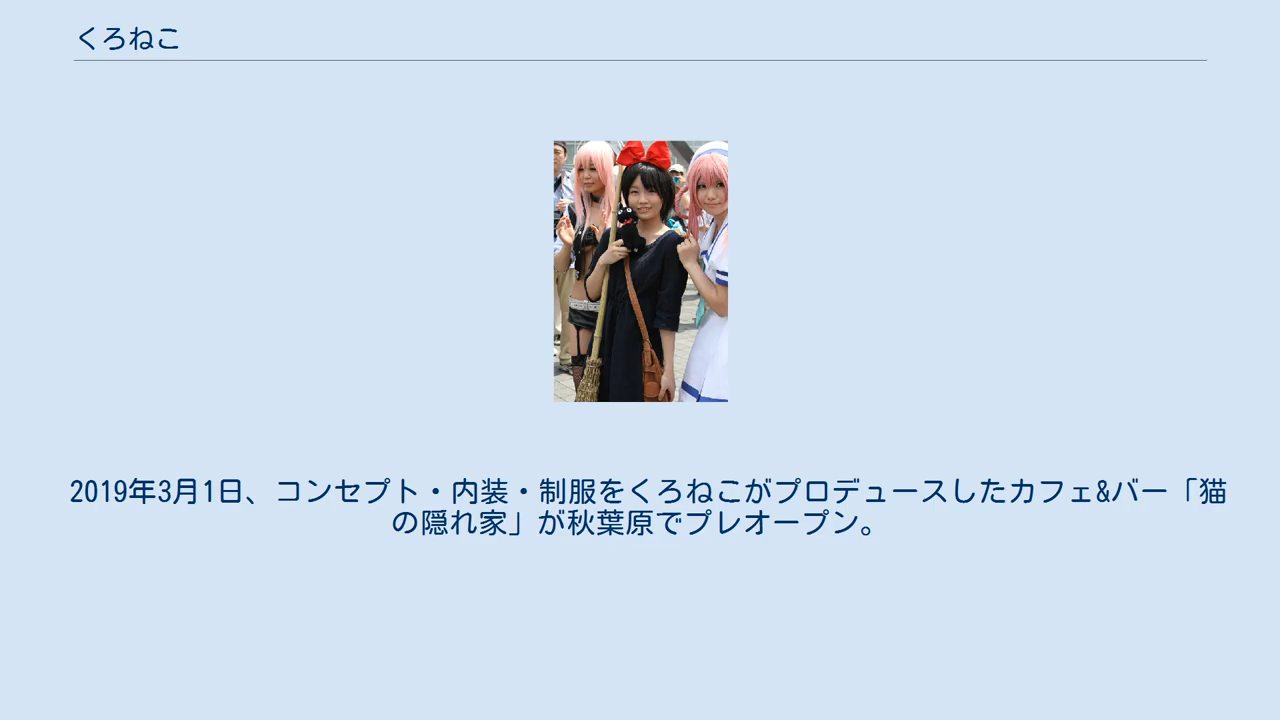 くろねこ
2019年3月1日、コンセプト・内装・制服をくろねこがプロデュースしたカフェ&バー「猫
の隠れ家」が秋葉原でプレオープン。